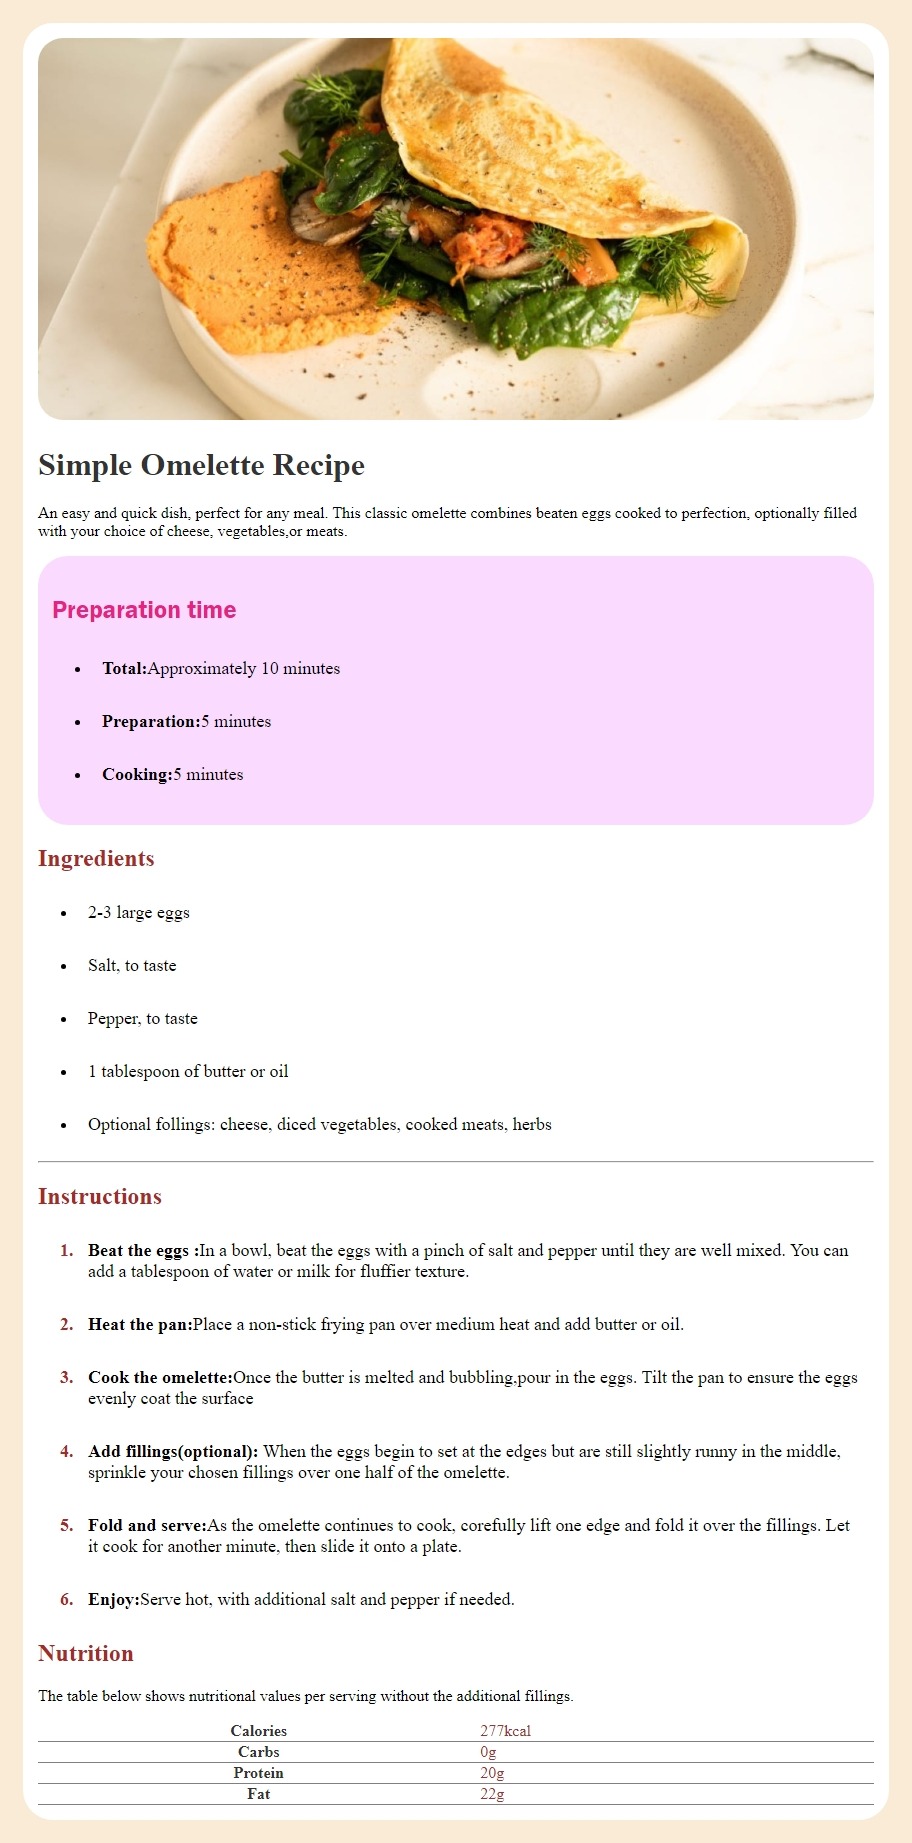 Simple Omelette Recipe
An easy and quick dish, perfect for any meal. This classic omelette combines beaten eggs cooked to perfection, optionally filled
with your choice of cheese, vegetables,or meats.
Preparation time
• Total:Approximately 10 minutes
• Preparation:5 minutes
• Cooking:5 minutes
Ingredients
• 2-3 large eggs
• Salt, to taste
• Pepper, to taste
• 1 tablespoon of butter or oil
• Optional follings: cheese, diced vegetables, cooked meats, herbs
Instructions
1. Beat the eggs :In a bowl, beat the eggs with a pinch of salt and pepper until they are well mixed. You can
add a tablespoon of water or milk for fluffier texture.
2. Heat the pan:Place a non-stick frying pan over medium heat and add butter or oil.
3. Cook the omelette:Once the butter is melted and bubbling,pour in the eggs. Tilt the pan to ensure the eggs
evenly coat the surface
4. Add fillings(optional): When the eggs begin to set at the edges but are still slightly runny in the middle,
sprinkle your chosen fillings over one half of the omelette.
5. Fold and serve:As the omelette continues to cook, corefully lift one edge and fold it over the fillings. Let
it cook for another minute, then slide it onto a plate.
6. Enjoy:Serve hot, with additional salt and pepper if needed.
Nutrition
The table below shows nutritional values per serving without the additional fillings.
Calories 277kcal
Carbs 0g
Protein 20g
Fat 22g